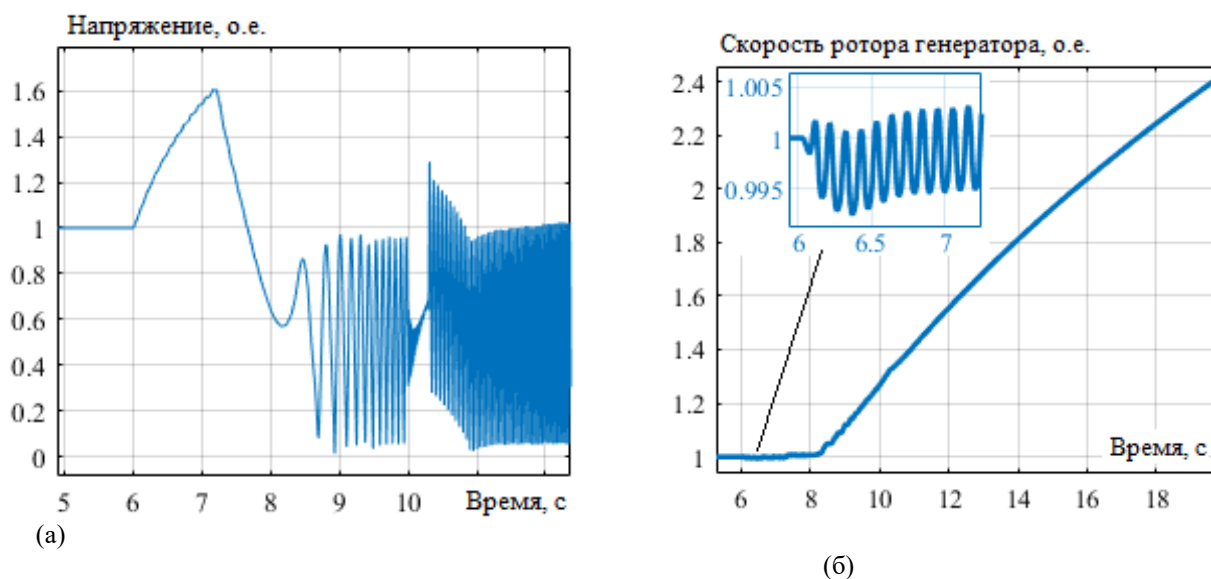 Напряжение, о.е.
1.6
1.4
1.2
1
0.8
0.6
0.4
0.2
0
5 6 7 8 9 10 Время, с
(а)
Скорость ротора генератора, о.е.
2.4
2.2
2
1.8
1.6
1.4
1.2
1
1.005
1
0.995
6 6.5 7
Время, с
6 8 10 12 14 16 18
(б)